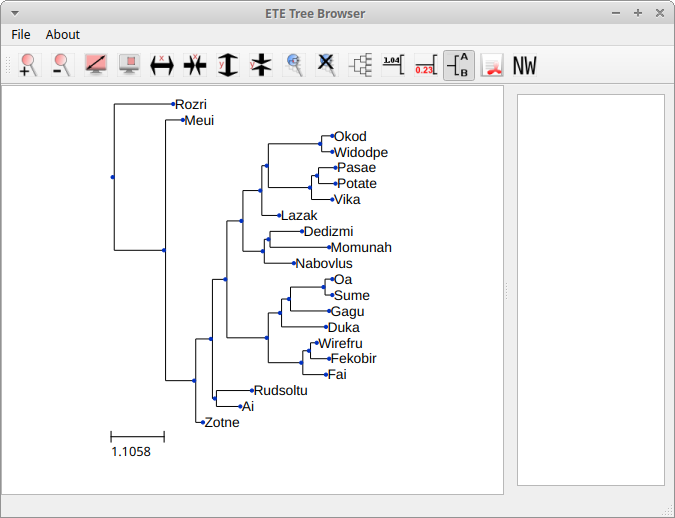 ETE Tree Browser
File About
x x y y 1.04 0.23 A B NW
Rozri
Meui
Okod
Widodpe
Pasae
Potate
Vika
Lazak
Dedizmi
Momunah
Nabovlus
Oa
Sume
Gagu
Duka
Wirefru
Fekobir
Fai
Rudsoltu
Ai
Zotne
1.1058